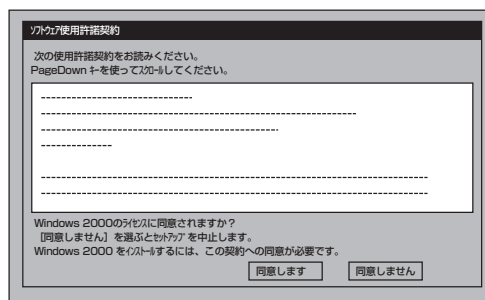 ｿﾌﾄｳｪｱ使用許諾契約
次の使用許諾契約をお読みください。
PageDown ｷｰを使ってｽｸﾛｰﾙしてください。
Windows 2000のﾗｲｾﾝｽに同意されますか？
［同意しません］を選ぶとｾｯﾄｱｯﾌﾟを中止します。
Windows 2000 をｲﾝｽﾄｰﾙするには、この契約への同意が必要です。
同意します 同意しません